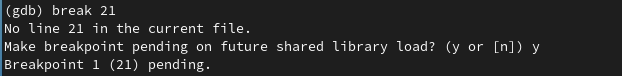 (gdb) break 21
No line 21 in the current file.
Make breakpoint pending on future shared library load? (y or [n]) y
Breakpoint 1 (21) pending.